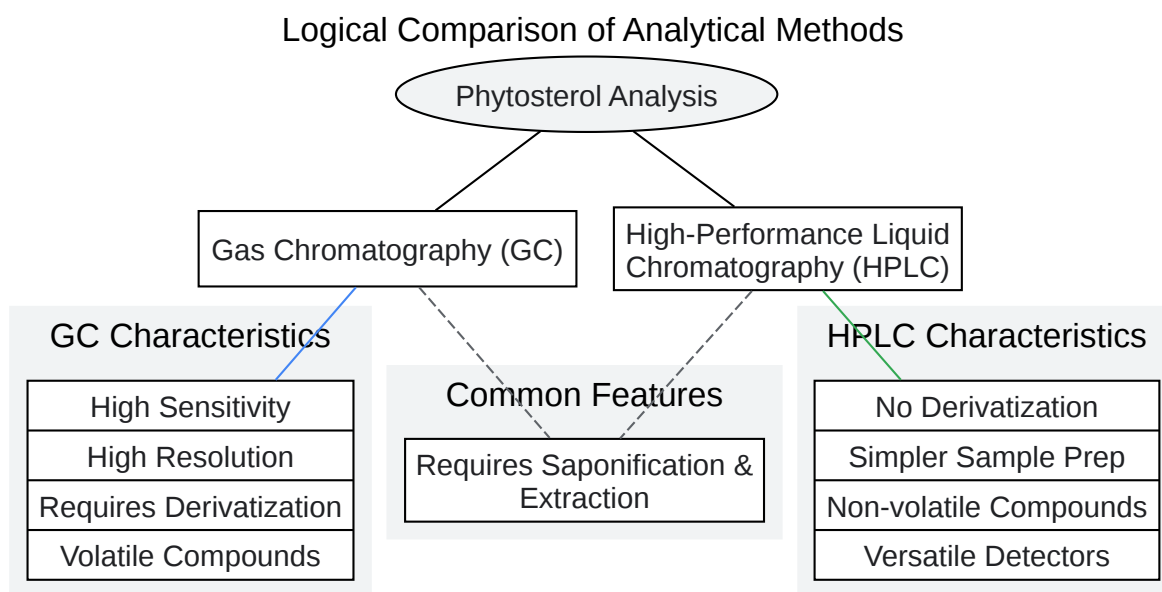 Logical Comparison of Analytical Methods
Phytosterol Analysis
Gas Chromatography (GC)
High-Performance Liquid
Chromatography (HPLC)
GC Characteristics
High Sensitivity
High Resolution
Requires Derivatization
Volatile Compounds
Common Features
Requires Saponification &
Extraction
HPLC Characteristics
No Derivatization
Simpler Sample Prep
Non-volatile Compounds
Versatile Detectors